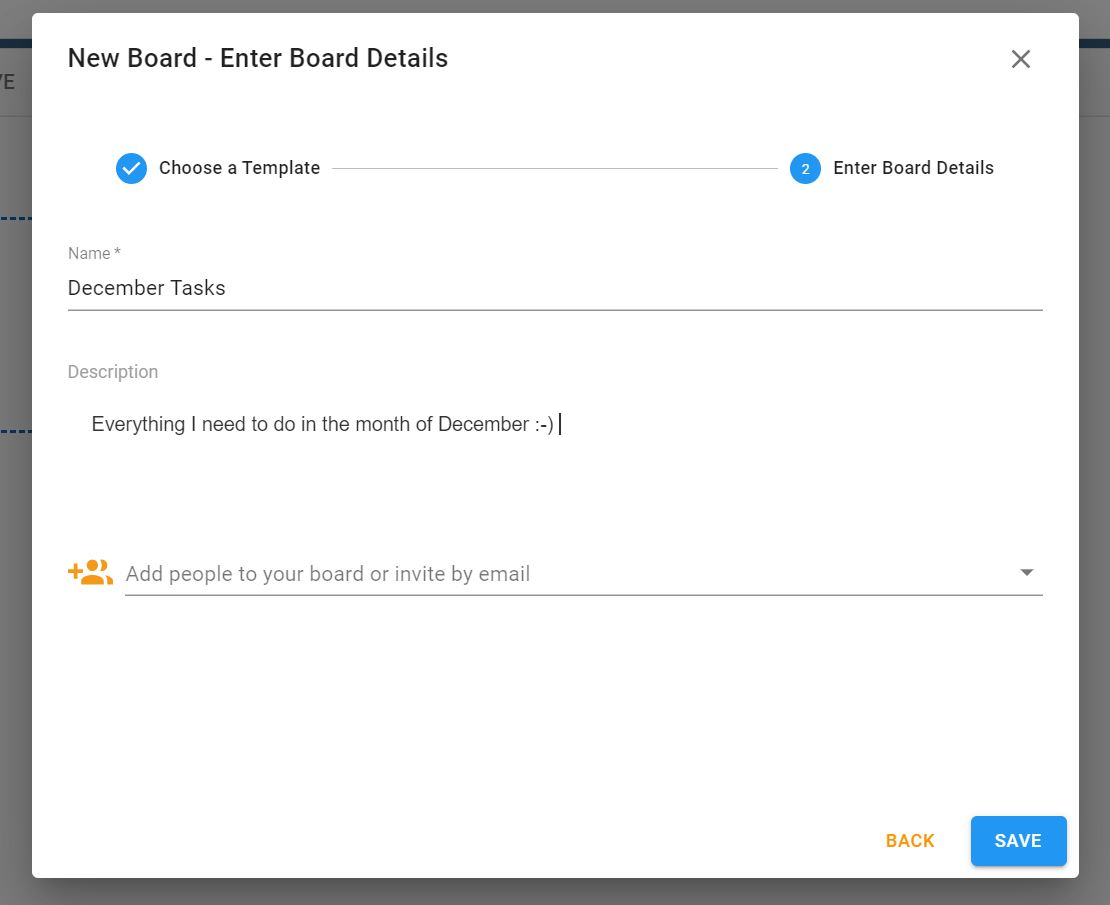 New Board - Enter Board Details
VE
Choose a Template
2 Enter Board Details
Name *
December Tasks
Description
Everything I need to do in the month of December :-)
Add people to your board or invite by email
BACK SAVE